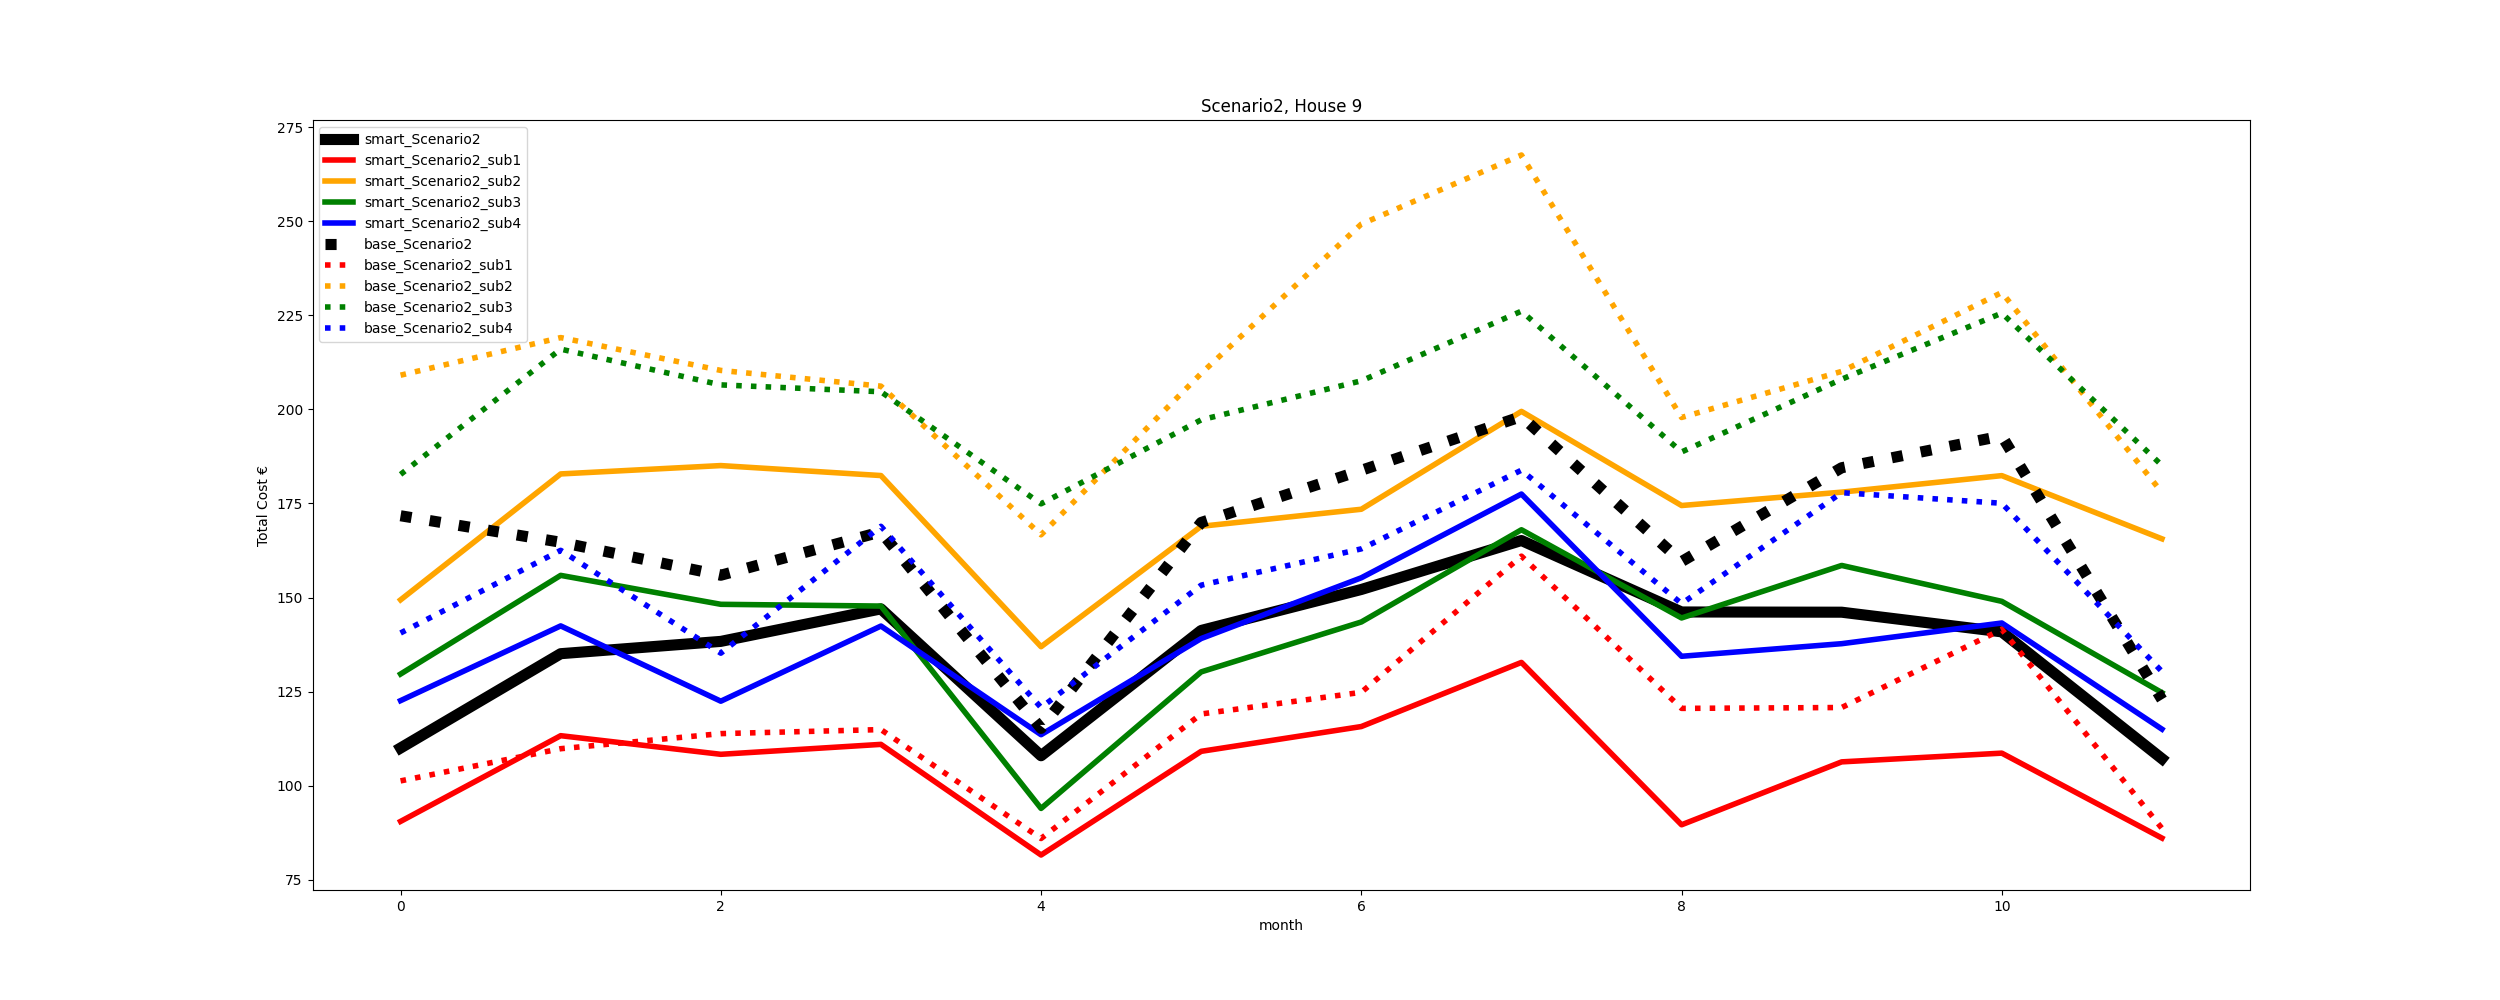 Scenario2, House 9
275
250
225
200
175
150
125
100
75
Total Cost €
smart_Scenario2
smart_Scenario2_sub1
smart_Scenario2_sub2
smart_Scenario2_sub3
smart_Scenario2_sub4
base_Scenario2
base_Scenario2_sub1
base_Scenario2_sub2
base_Scenario2_sub3
base_Scenario2_sub4
0 2 4 6 8 10
month